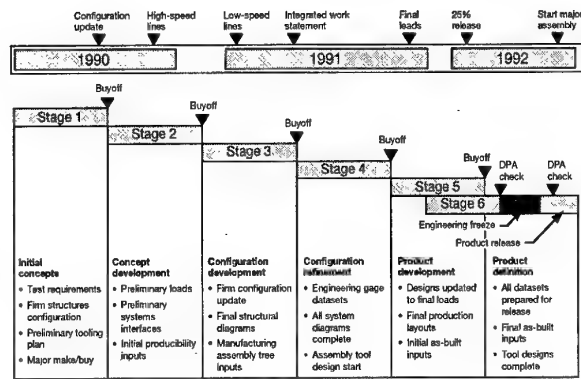 Configuration
update
High-speed
lines
Low-speed
lines
Integrated work
statement
Final
leads
25%
release
Start major
assembly
1990
1991
1992
Buyoff
Stage 1
Buyoff
Stage 2
Buyoff
Stage 3
Buyoff
Stage 4
Buyoff
Stage 5
DPA
check
DPA
check
Stage 6
Engineering freeze
Product release
Initial
concepts
• Test requirements
• Firm structures
configuration
• Preliminary tooling
plan
• Major make/buy
Concept
development
• Preliminary loads
• Preliminary
systems
interfaces
• Initial producibility
inputs
Configuration
development
• Firm configuration
update
• Final structural
diagrams
• Manufacturing
assembly tree
inputs
Configuration
refinement
• Engineering gage
datasets
• All system
diagrams
complete
• Assembly tool
design start
Product
development
• Designs updated
to final loads
• Final production
layouts
• Initial as-built
inputs
Product
definition
• All datasets
prepared for
release
• Final as-built
inputs
• Tool designs
complete